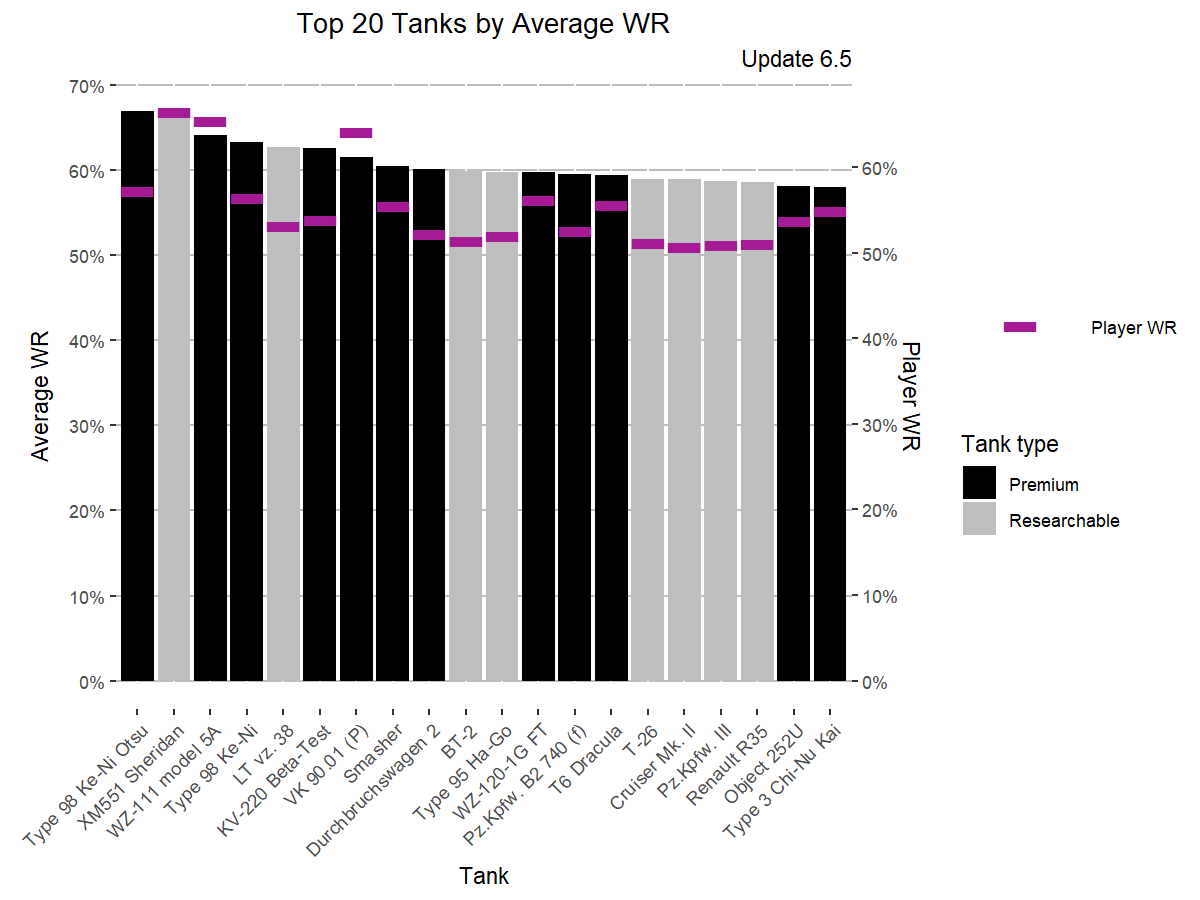 Top 20 Tanks by Average WR
Update 6.5
70%
60%
50%
40%
30%
20%
10%
0%
Average WR
60%
50%
40%
30%
20%
10%
0%
Player WR
Player WR
Tank type
Premium
Researchable
Type 98 Ke-Ni Otsu
XM551 Sheridan
WZ-111 model 5A
Type 98 Ke-Ni
LT vz. 38
KV-220 Beta-Test
VK 90.01 (P)
Smasher
Durchbruchswagen 2
BT-2
Type 95 Ha-Go
WZ-120-1G FT
Pz.Kpfw. B2 740 (f)
T6 Dracula
T-26
Cruiser Mk. II
Pz.Kpfw. III
Renault R35
Object 252U
Type 3 Chi-Nu Kai
Tank